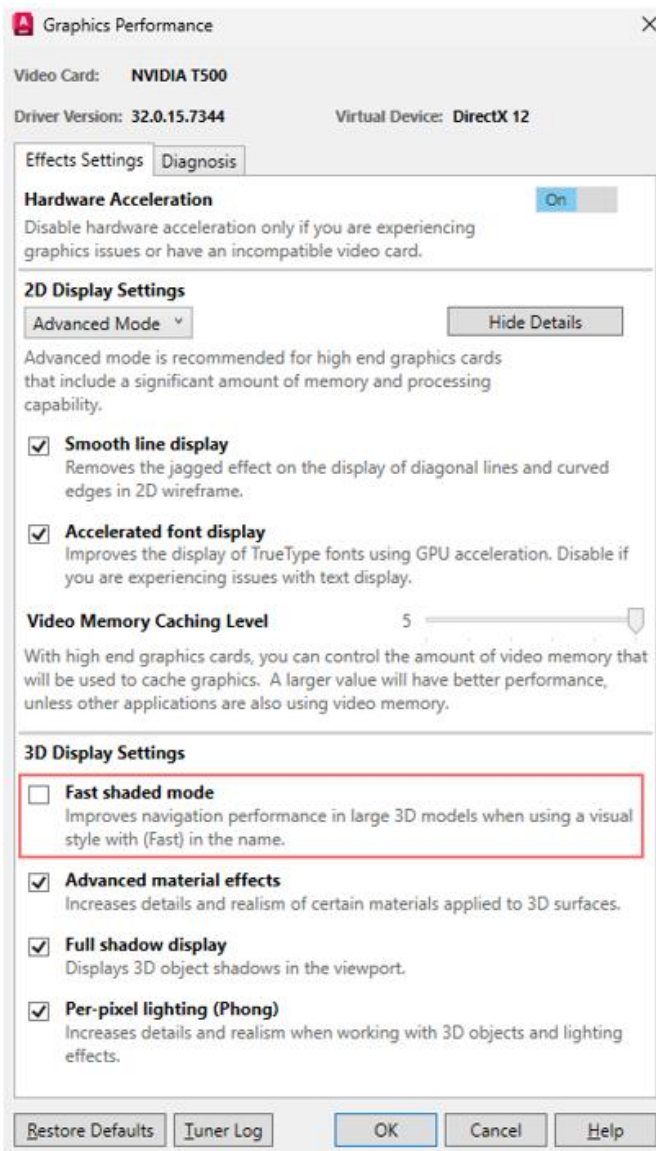 A
Graphics Performance
Video Card: NVIDIA T500
Driver Version: 32.0.15.7344 Virtual Device: DirectX 12
Effects Settings Diagnosis
Hardware Acceleration On
Disable hardware acceleration only if you are experiencing
graphics issues or have an incompatible video card.
2D Display Settings
Advanced Mode Hide Details
Advanced mode is recommended for high end graphics cards
that include a significant amount of memory and processing
capability.
Smooth line display
Removes the jagged effect on the display of diagonal lines and curved
edges in 2D wireframe.
Accelerated font display
Improves the display of TrueType fonts using GPU acceleration. Disable if
you are experiencing issues with text display.
Video Memory Caching Level 5
With high end graphics cards, you can control the amount of video memory that
will be used to cache graphics.  A larger value will have better performance,
unless other applications are also using video memory.
3D Display Settings
Fast shaded mode
Improves navigation performance in large 3D models when using a visual
style with (Fast) in the name.
Advanced material effects
Increases details and realism of certain materials applied to 3D surfaces.
Full shadow display
Displays 3D object shadows in the viewport.
Per-pixel lighting (Phong)
Increases details and realism when working with 3D objects and lighting
effects.
Restore Defaults Tuner Log OK Cancel Help